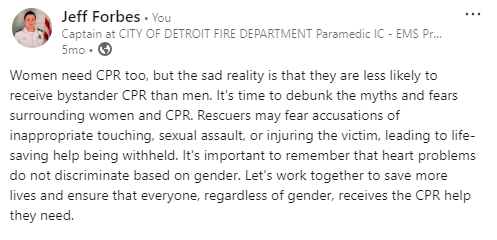 Jeff Forbes • You
Captain at CITY OF DETROIT FIRE DEPARTMENT Paramedic IC - EMS Pr...
5mo •
Women need CPR too, but the sad reality is that they are less likely to
receive bystander CPR than men. It's time to debunk the myths and fears
surrounding women and CPR. Rescuers may fear accusations of
inappropriate touching, sexual assault, or injuring the victim, leading to life-
saving help being withheld. It's important to remember that heart problems
do not discriminate based on gender. Let's work together to save more
lives and ensure that everyone, regardless of gender, receives the CPR help
they need.